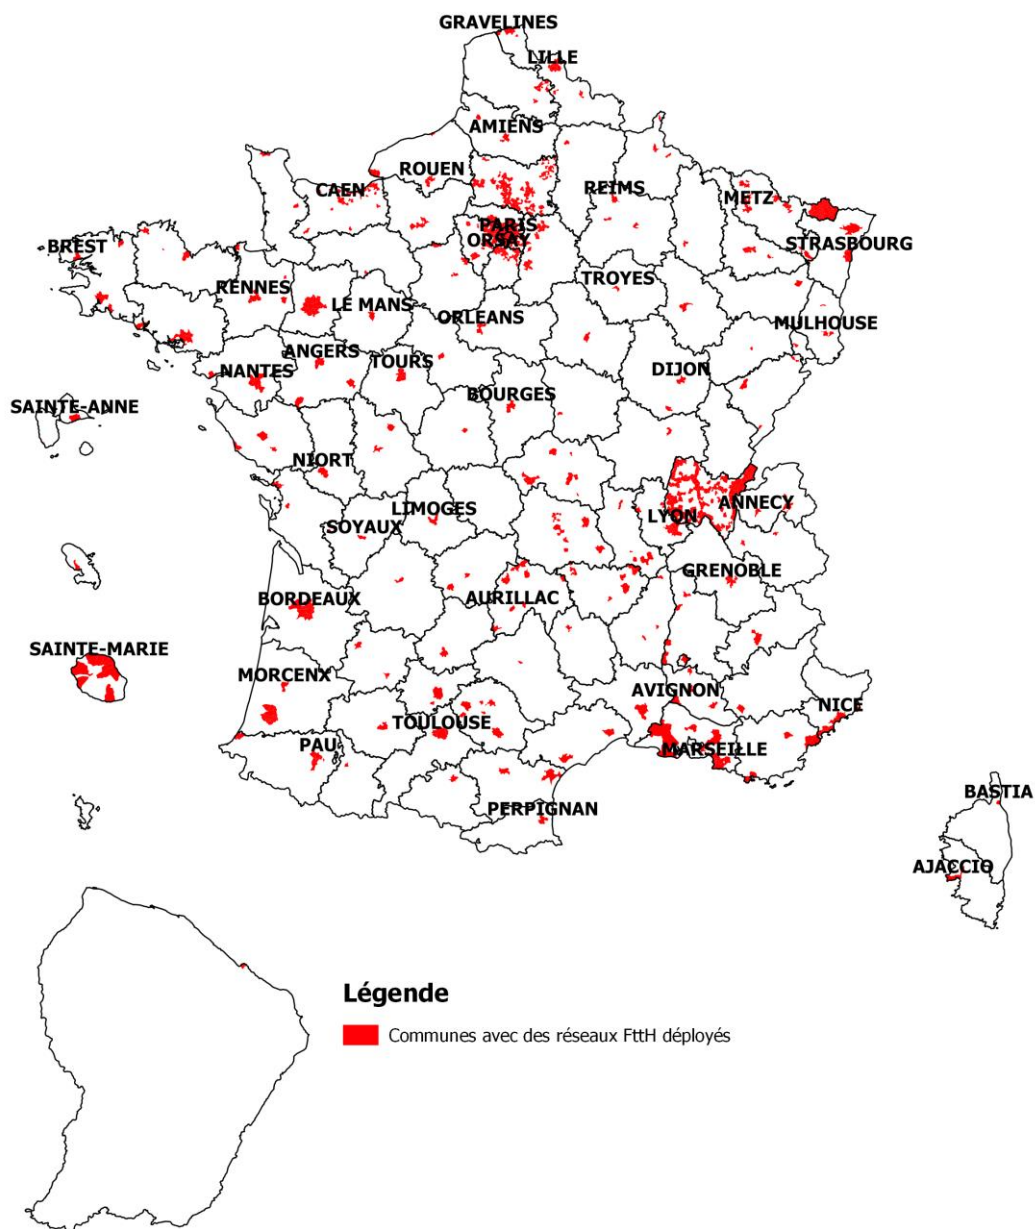 GRAVELINES
LILLE
AMIENS
ROUEN
CAEN
REIMS
METZ
PARIS
ORSAY
STRASBOURG
BREST
TROYES
RENNES
LE MANS
ORLEANS
MULHOUSE
ANGERS
TOURS
NANTES
DIJON
BOURGES
SAINTE-ANNE
NIORT
ANNECY
LIMOGES
LYON
SOYAUX
GRENOBLE
BORDEAUX
AURILLAC
SAINTE-MARIE
MORCENX
AVIGNON
NICE
TOULOUSE
PAU
MARSEILLE
BASTIA
PERPIGNAN
AJACCIO
Légende
Communes avec des réseaux FttH déployés